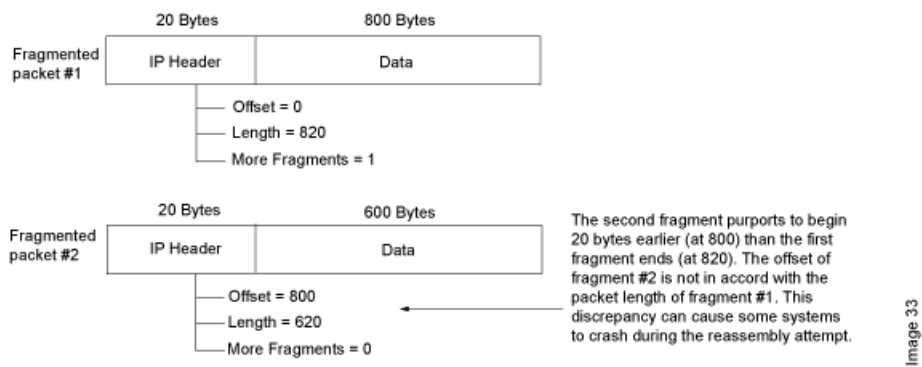 20 Bytes 800 Bytes
Fragmented
packet #1
IP Header Data
Offset = 0
Length = 820
More Fragments = 1
20 Bytes 600 Bytes
Fragmented
packet #2
IP Header Data
Offset = 800
Length = 620
More Fragments = 0
The second fragment purports to begin
20 bytes earlier (at 800) than the first
fragment ends (at 820). The offset of
fragment #2 is not in accord with the
packet length of fragment #1. This
discrepancy can cause some systems
to crash during the reassembly attempt.
Image 33